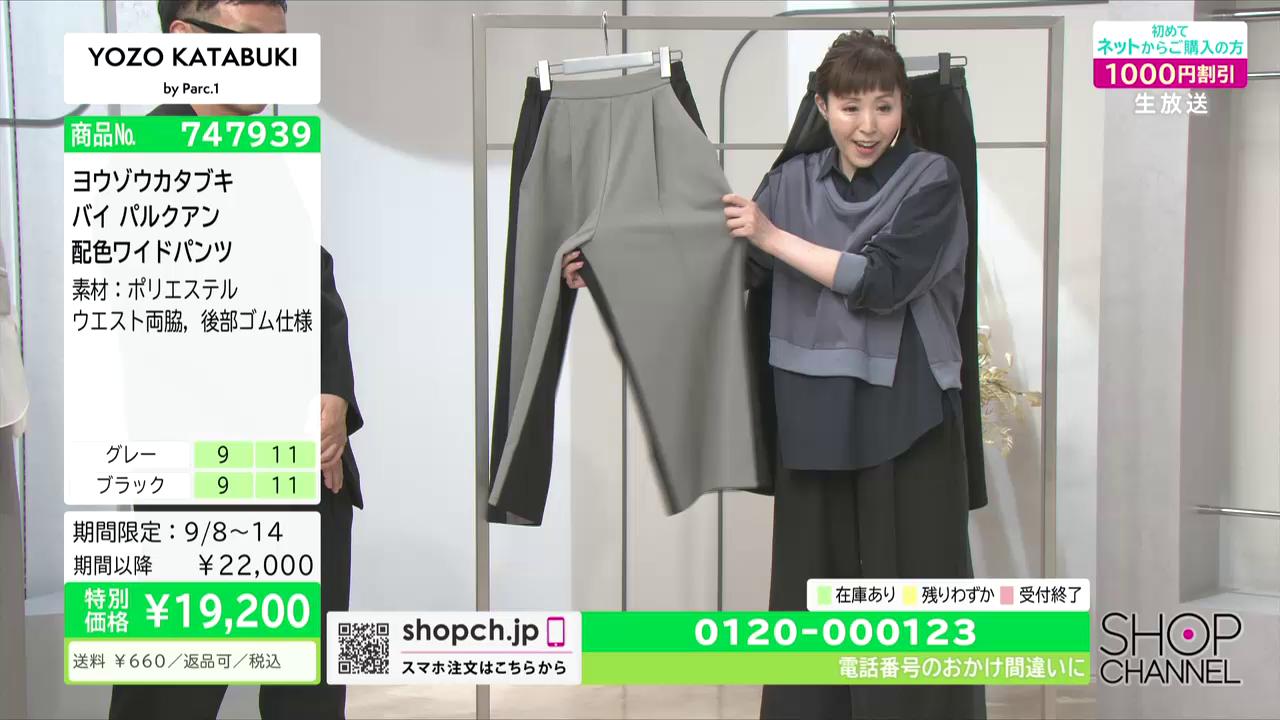 YOZO KATABUKI
by Parc.1
商品No. 747939
ヨウゾウカタブキ
バイ パルクアン
配色ワイドパンツ
素材：ポリエステル
ウエスト両脇，後部ゴム仕様
グレー 9 11
ブラック 9 11
期間限定：9/8～14
期間以降 ￥22,000
特別価格 ￥19,200
送料 ￥660／返品可／税込
初めて
ネットからご購入の方
1000円割引
生放送
在庫あり 残りわずか 受付終了
shopch.jp
スマホ注文はこちらから
0120-000123
電話番号のおかけ間違いに
SHOP
CHANNEL